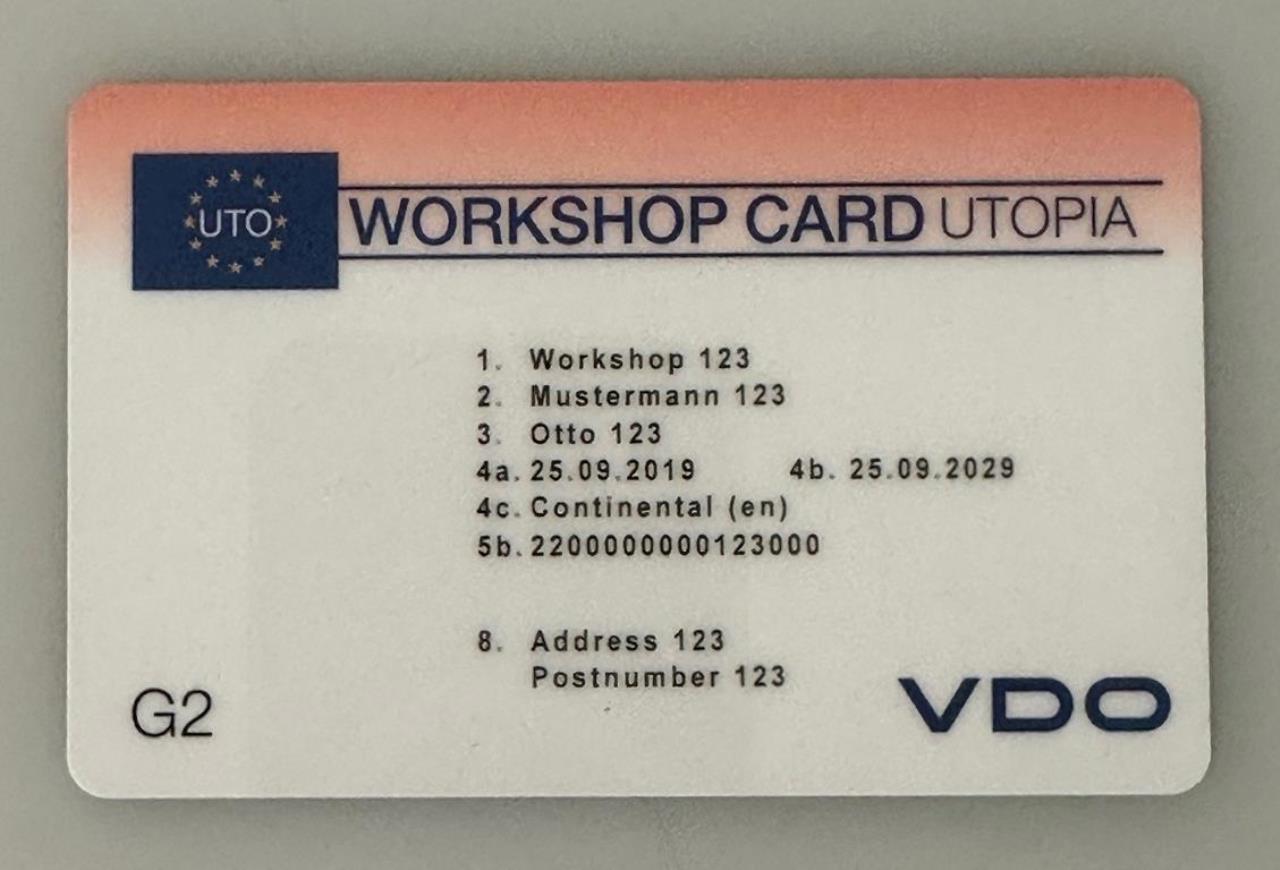 UTO
WORKSHOP CARD UTOPIA
1. Workshop 123
2. Mustermann 123
3. Otto 123
4a. 25.09.2019 4b. 25.09.2029
4c. Continental (en)
5b. 2200000000123000
8. Address 123
Postnumber 123
G2
VDO